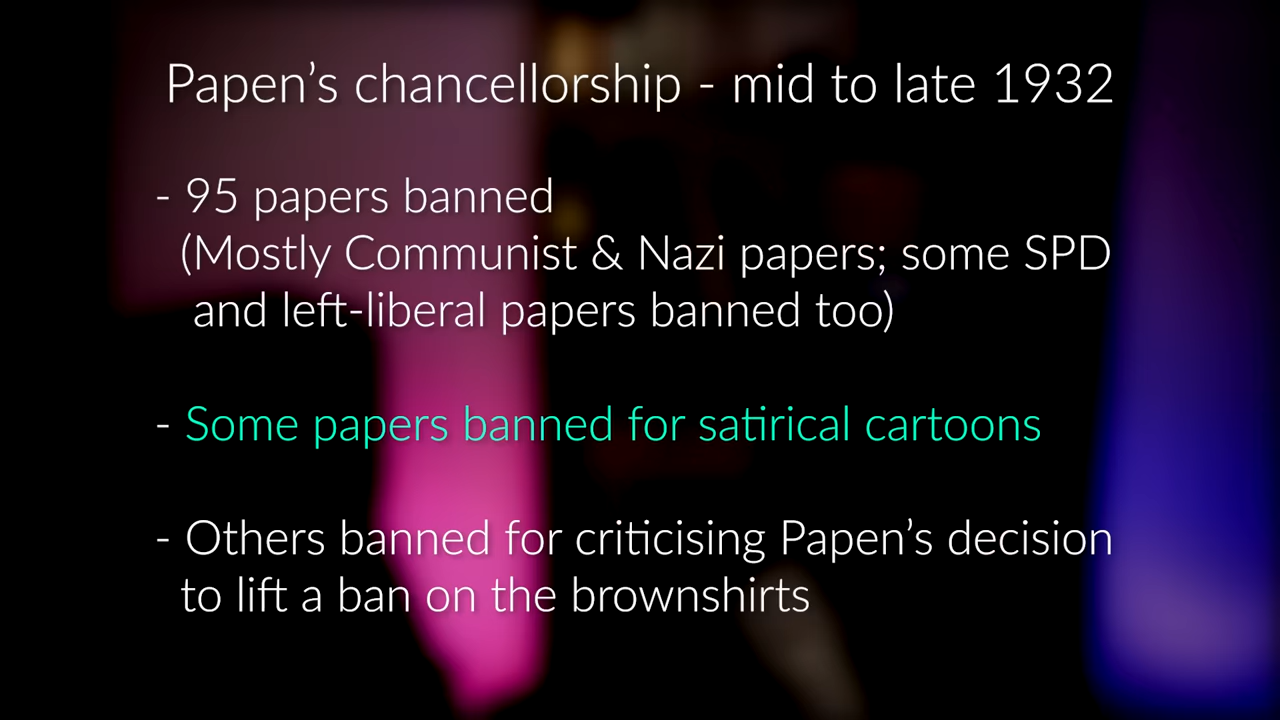 Papen’s chancellorship - mid to late 1932
- 95 papers banned
(Mostly Communist & Nazi papers; some SPD
and left-liberal papers banned too)
- Some papers banned for satirical cartoons
- Others banned for criticising Papen’s decision
to lift a ban on the brownshirts